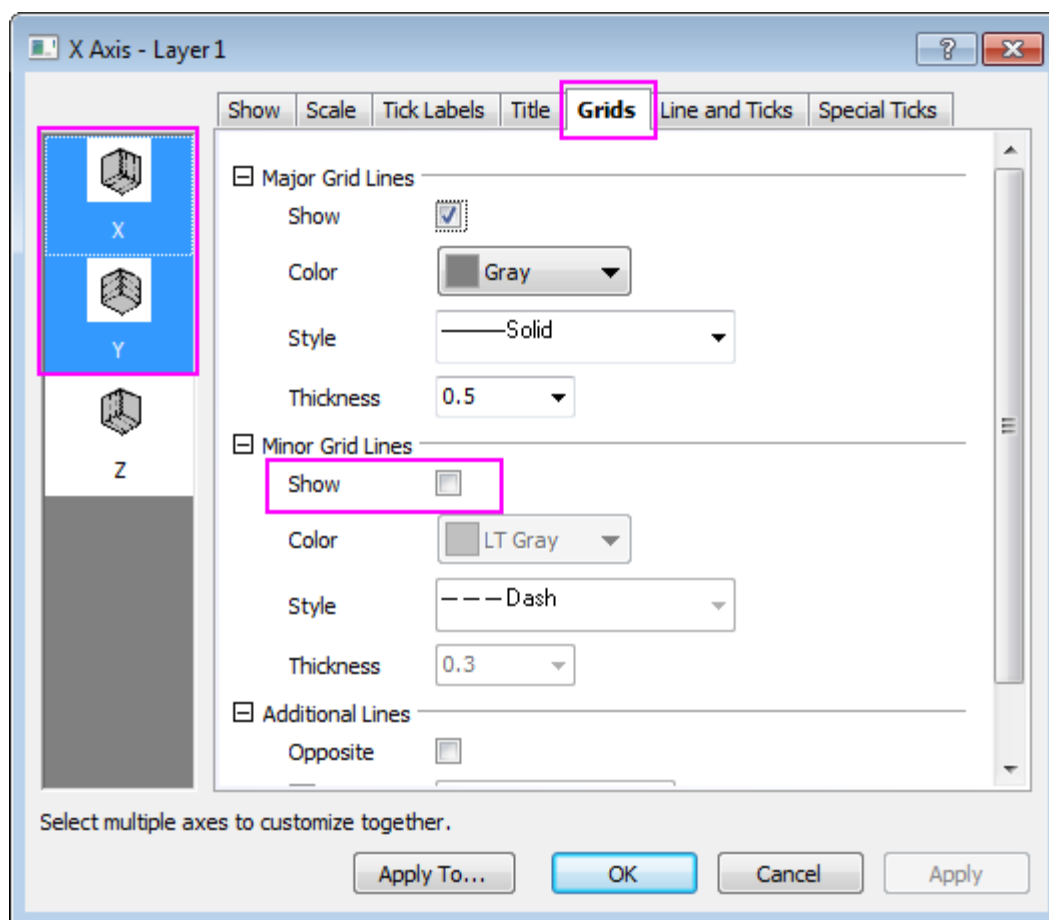 X Axis - Layer 1
Show Scale Tick Labels Title Grids Line and Ticks Special Ticks
X
Y
Z
Major Grid Lines
Show
Color Gray
Style Solid
Thickness 0.5
Minor Grid Lines
Show
Color LT Gray
Style Dash
Thickness 0.3
Additional Lines
Opposite
Select multiple axes to customize together.
Apply To... OK Cancel Apply